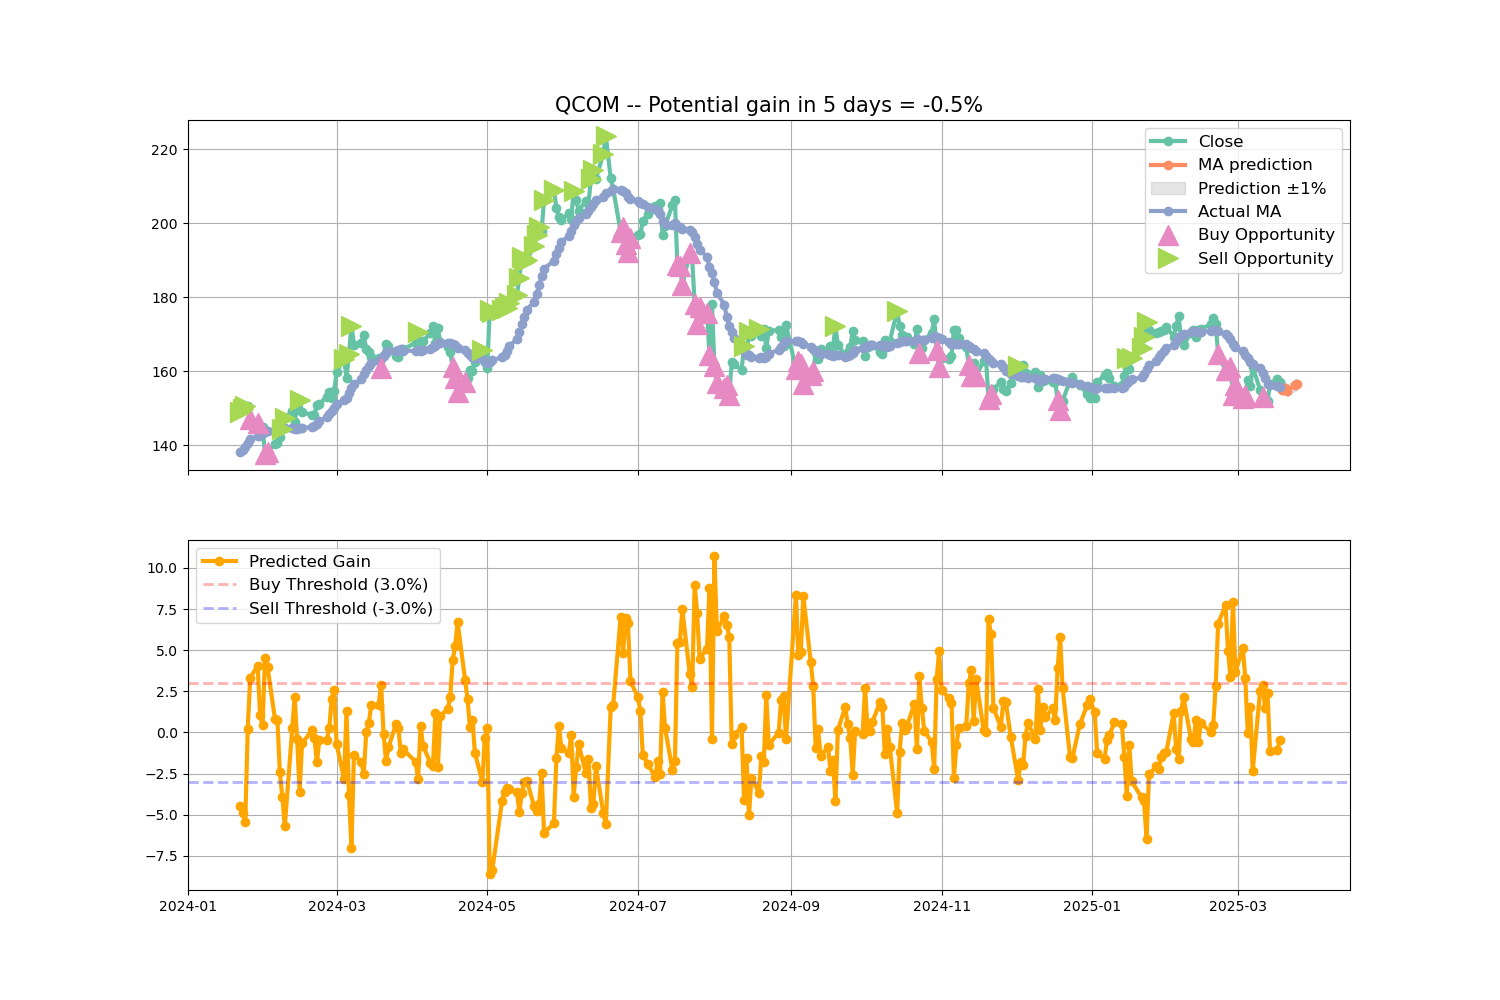 QCOM -- Potential gain in 5 days = -0.5%
220
200
180
160
140
Close
MA prediction
Prediction ±1%
Actual MA
Buy Opportunity
Sell Opportunity
10.0
7.5
5.0
2.5
0.0
−2.5
−5.0
−7.5
Predicted Gain
Buy Threshold (3.0%)
Sell Threshold (-3.0%)
2024-01
2024-03
2024-05
2024-07
2024-09
2024-11
2025-01
2025-03